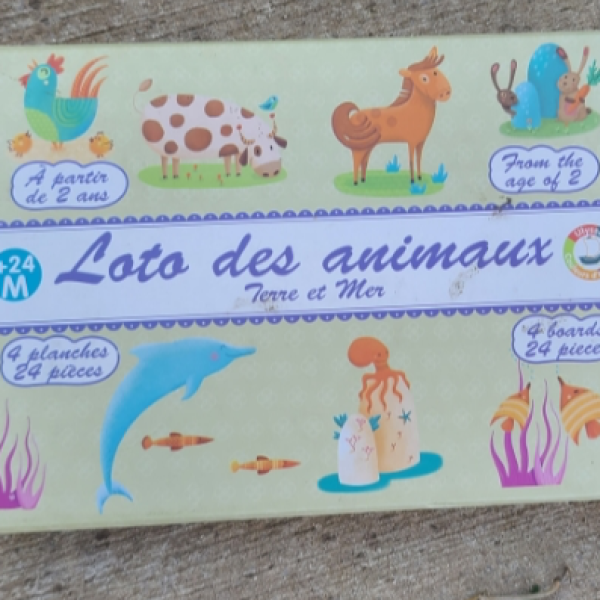 À partir
de 2 ans
From the
age of 2
+24
M
Loto des animaux
Terre et Mer
4 planches
24 pièces
4 boards
24 piece